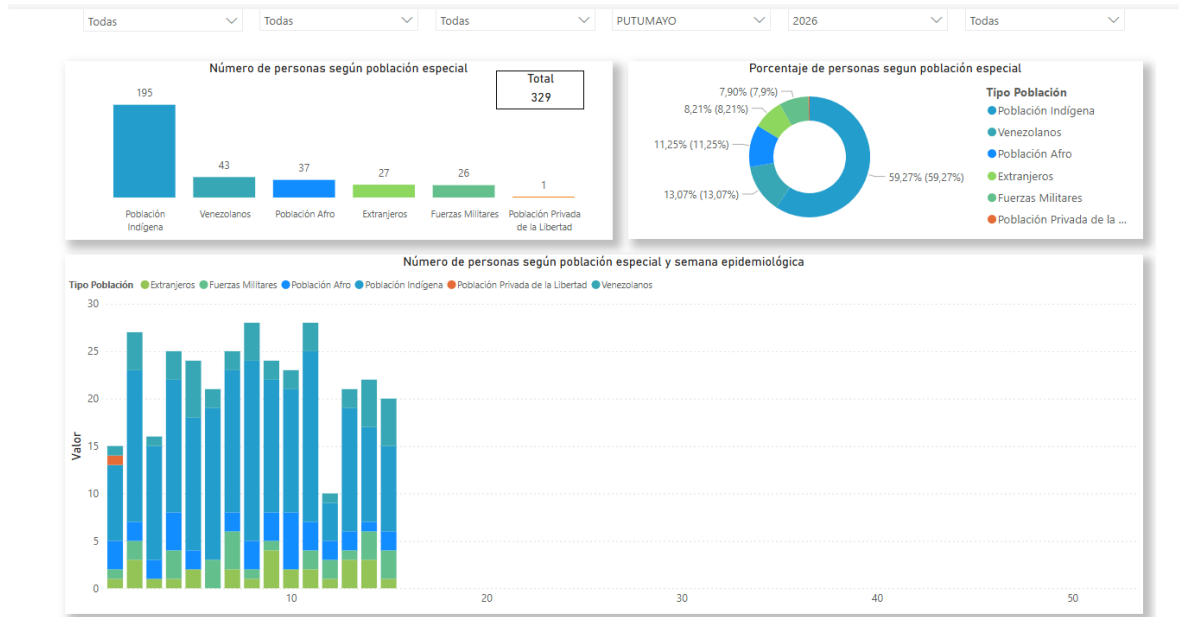 Todas Todas Todas PUTUMAYO 2026 Todas
Número de personas según población especial
Total
329
195
43
37
27
26
1
Población Indígena
Venezolanos
Población Afro
Extranjeros
Fuerzas Militares
Población Privada de la Libertad
Porcentaje de personas segun población especial
7,90% (7,9%)
8,21% (8,21%)
11,25% (11,25%)
13,07% (13,07%)
59,27% (59,27%)
Tipo Población
Población Indígena
Venezolanos
Población Afro
Extranjeros
Fuerzas Militares
Población Privada de la ...
Número de personas según población especial y semana epidemiológica
Tipo Población Extranjeros Fuerzas Militares Población Afro Población Indígena Población Privada de la Libertad Venezolanos
Valor
30
25
20
15
10
5
0
10 20 30 40 50